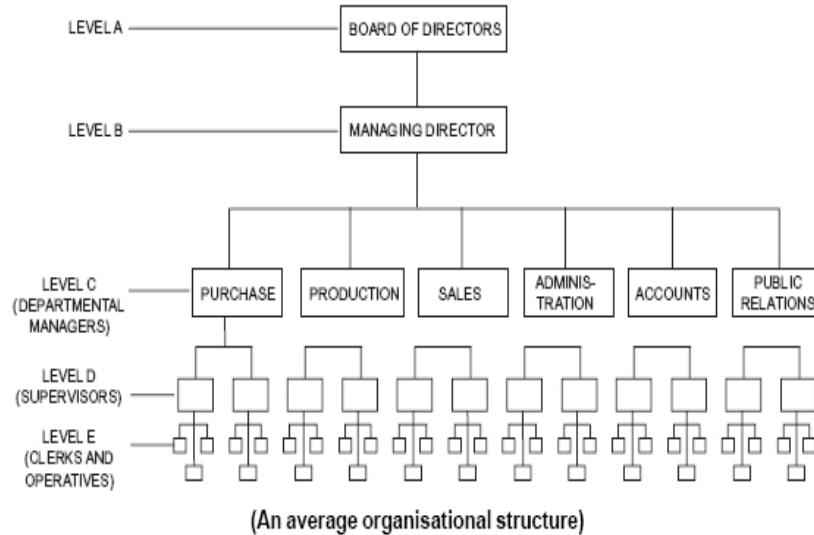 LEVEL A
BOARD OF DIRECTORS
LEVEL B
MANAGING DIRECTOR
LEVEL C
(DEPARTMENTAL
MANAGERS)
PURCHASE
PRODUCTION
SALES
ADMINIS-
TRATION
ACCOUNTS
PUBLIC
RELATIONS
LEVEL D
(SUPERVISORS)
LEVEL E
(CLERKS AND
OPERATIVES)
(An average organisational structure)